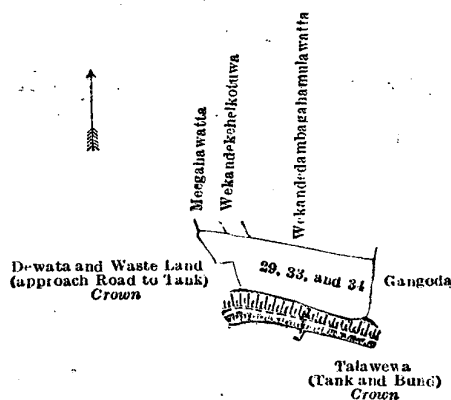 Meegahawatta
Wekandekehelkotuwa
Wekandedambagahamulawatta
Dewata and Waste Land
(approach Road to Tank)
Crown
29, 33, and 34
Gangoda
Talawewa
(Tank and Bund)
Crown